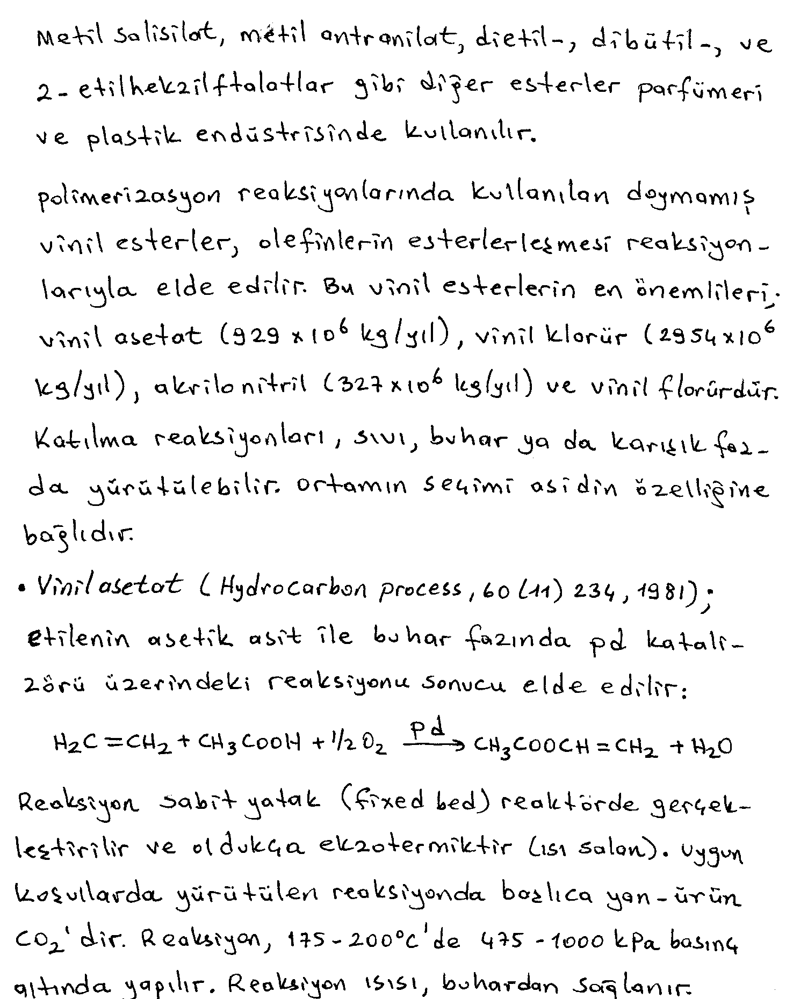 Metil salisilat, metil antranilat, dietil-, dibütil-, ve
2-etilhekzilftalatlar gibi diğer esterler parfümeri
ve plastik endüstrisinde kullanılır.
polimerizasyon reaksiyonlarında kullanılan doymamış
vinil esterler, olefinlerin esterlerleşmesi reaksiyon-
larıyla elde edilir. Bu vinil esterlerin en önemlileri;
vinil asetat (929 x 10⁶ kg/yıl), vinil klorür (2954x10⁶
kg/yıl), akrilonitril (327x10⁶ kg/yıl) ve vinil florürdür.
Katılma reaksiyonları, sıvı, buhar ya da karışık faz-
da yürütülebilir. ortamın seçimi asidin özelliğine
bağlıdır.
• Vinil asetat (Hydrocarbon process, 60 (11) 234, 1981);
etilenin asetik asit ile buhar fazında pd katali-
zörü üzerindeki reaksiyonu sonucu elde edilir:
H₂C=CH₂ + CH₃COOH + 1/2 O₂ —Pd→ CH₃COOCH=CH₂ + H₂O
Reaksiyon sabit yatak (fixed bed) reaktörde gerçek-
leştirilir ve oldukça ekzotermiktir (ısı salan). Uygun
koşullarda yürütülen reaksiyonda başlıca yan-ürün
CO₂'dir. Reaksiyon, 175-200°C'de 475-1000 kPa basınç
altında yapılır. Reaksiyon ısısı, buhardan sağlanır.